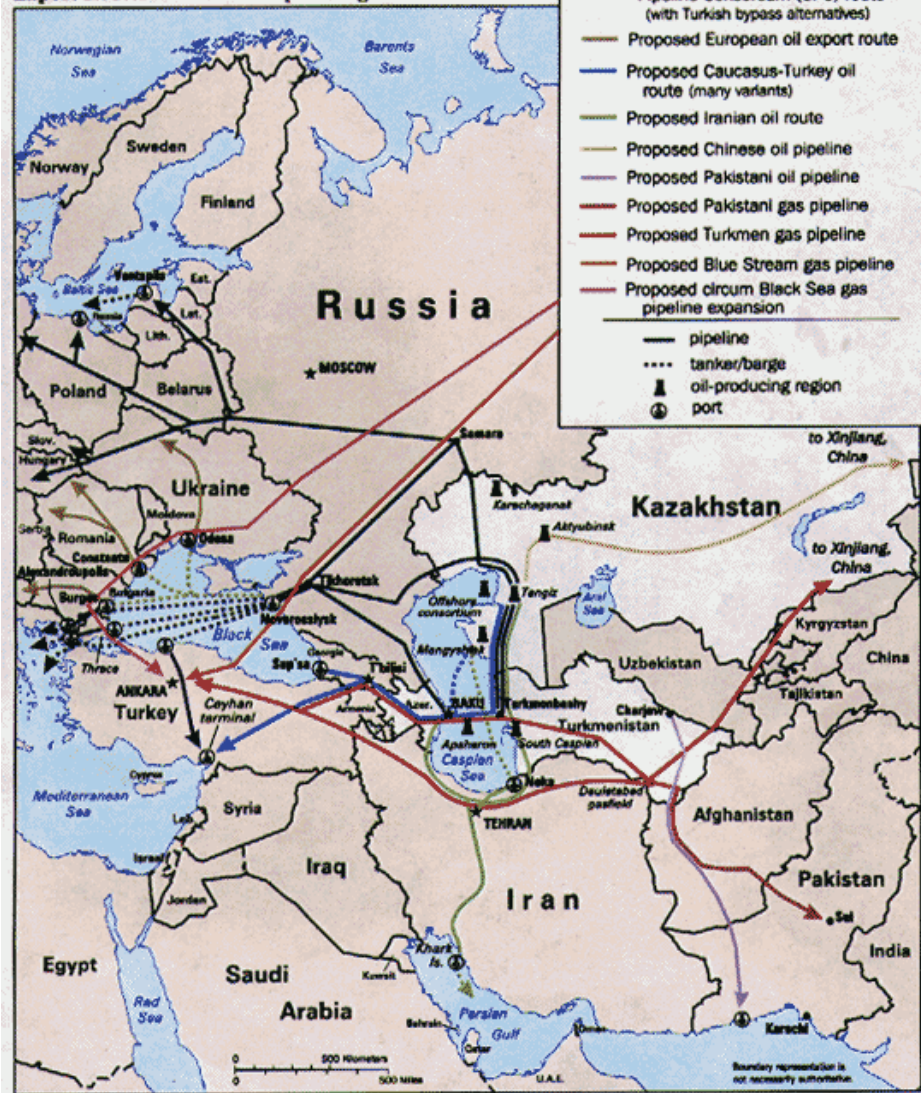 (with Turkish bypass alternatives)
Proposed European oil export route
Proposed Caucasus-Turkey oil
route (many variants)
Proposed Iranian oil route
Proposed Chinese oil pipeline
Proposed Pakistani oil pipeline
Proposed Pakistani gas pipeline
Proposed Turkmen gas pipeline
Proposed Blue Stream gas pipeline
Proposed circum Black Sea gas
pipeline expansion
pipeline
tanker/barge
oil-producing region
port
Norwegian
Sea
Barents
Sea
Sweden
Norway
Finland
Ventspils
Est.
Baltic Sea
Russia
Lat.
Lith.
Russia
MOSCOW
Poland
Belarus
Samara
to Xinjiang,
China
Slov.
Hungary
Ukraine
Karachaganak
Kazakhstan
Moldova
Aktyubinsk
Serbia
Romania
Odesa
Constanta
to Xinjiang,
China
Alexandroupolis
Tikhoretsk
Tengiz
Burgas
Bulgaria
Offshore
consortium
Aral
Sea
Novorossiysk
Kyrgyzstan
Black
Sea
Mangyshlak
Thrace
Georgia
Sup'sa
Uzbekistan
China
T'bilisi
Tajikistan
ANKARA
Turkey
Ceyhan
terminal
Armenia
Azer.
BAKU
Turkmenbashy
Charjew
Turkmenistan
Apsheron
South Caspian
Caspian
Sea
Cyprus
Neka
Dauletabad
gasfield
Mediterranean
Sea
Syria
TEHRAN
Afghanistan
Leb.
Israel
Iraq
Iran
Pakistan
Jordan
Sui
India
Khark
Is.
Egypt
Saudi
Arabia
Kuwait
Red
Sea
Persian
Gulf
Bahrain
Oman
Karachi
Qatar
0
500 Kilometers
0
500 Miles
U.A.E.
Boundary representation is
not necessarily authoritative.